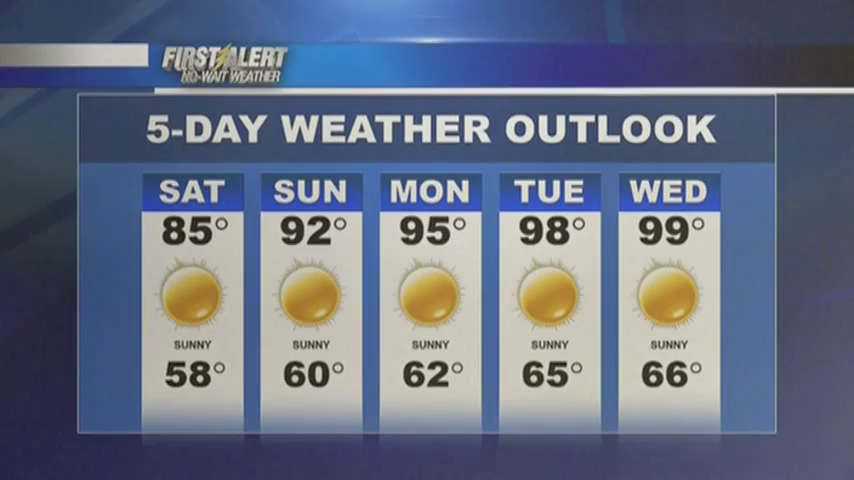 FIRST ALERT
NO-WAIT WEATHER
5-DAY WEATHER OUTLOOK
SAT SUN MON TUE WED
85° 92° 95° 98° 99°
SUNNY SUNNY SUNNY SUNNY SUNNY
58° 60° 62° 65° 66°